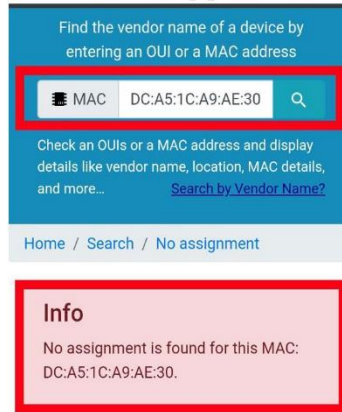 Find the vendor name of a device by
entering an OUI or a MAC address
MAC DC:A5:1C:A9:AE:30
Check an OUIs or a MAC address and display
details like vendor name, location, MAC details,
and more... Search by Vendor Name?
Home / Search / No assignment
Info
No assignment is found for this MAC:
DC:A5:1C:A9:AE:30.